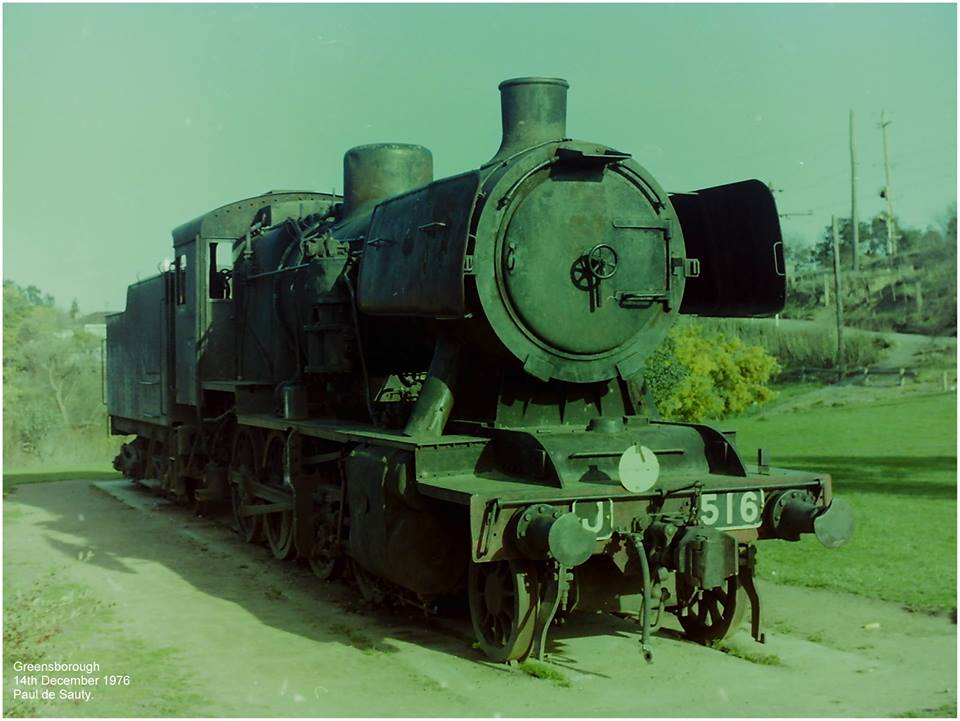 J 516
Greensborough
14th December 1976
Paul de Sauty.